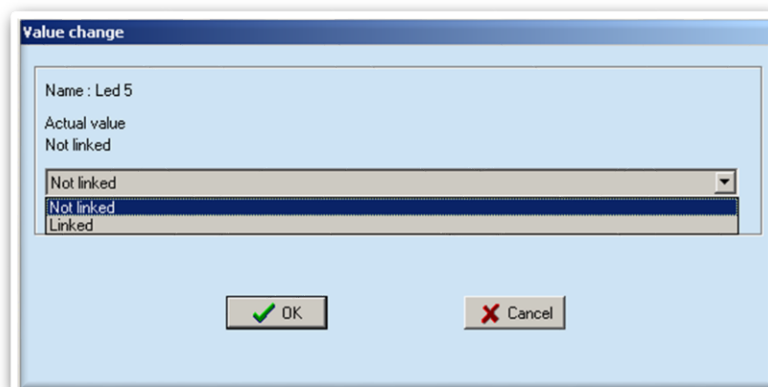 Value change
Name : Led 5
Actual value
Not linked
Not linked
Not linked
Linked
OK
Cancel